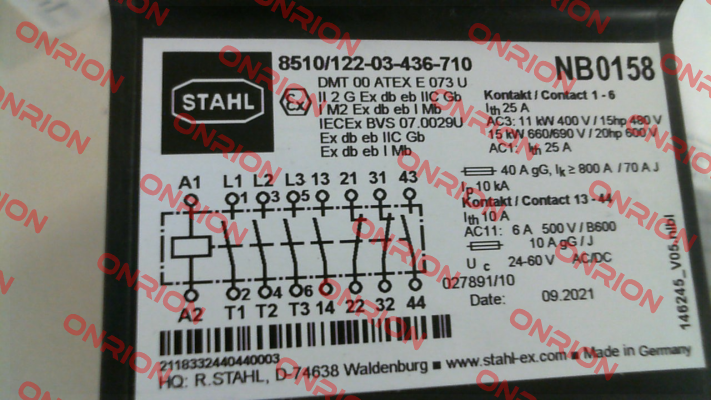 8510/122-03-436-710
NB0158
STAHL
DMT 00 ATEX E 073 U
II 2 G Ex db eb IIC Gb
I M2 Ex db eb I Mb
IECEx BVS 07.0029U
Ex db eb IIC Gb
Ex db eb I Mb
Kontakt / Contact 1 - 6
Ith 25 A
AC3: 11 kW 400 V / 15hp 480 V
15 kW 660/690 V / 20hp 600 V
AC1: Ith 25 A
40 A gG, Ik ≥ 800 A / 70 A J
Ip 10 kA
Kontakt / Contact 13 - 44
Ith 10 A
AC11: 6 A 500 V / B600
10 A gG / J
Uc 24-60 V AC/DC
027891/10
Date: 09.2021
146245_V05.nlbl
A1 L1 L2 L3 13 21 31 43
1 3 5
2 4 6
A2 T1 T2 T3 14 22 32 44
2118332440440003
HQ: R.STAHL, D-74638 Waldenburg ■ www.stahl-ex.com ■ Made in Germany
ONRION